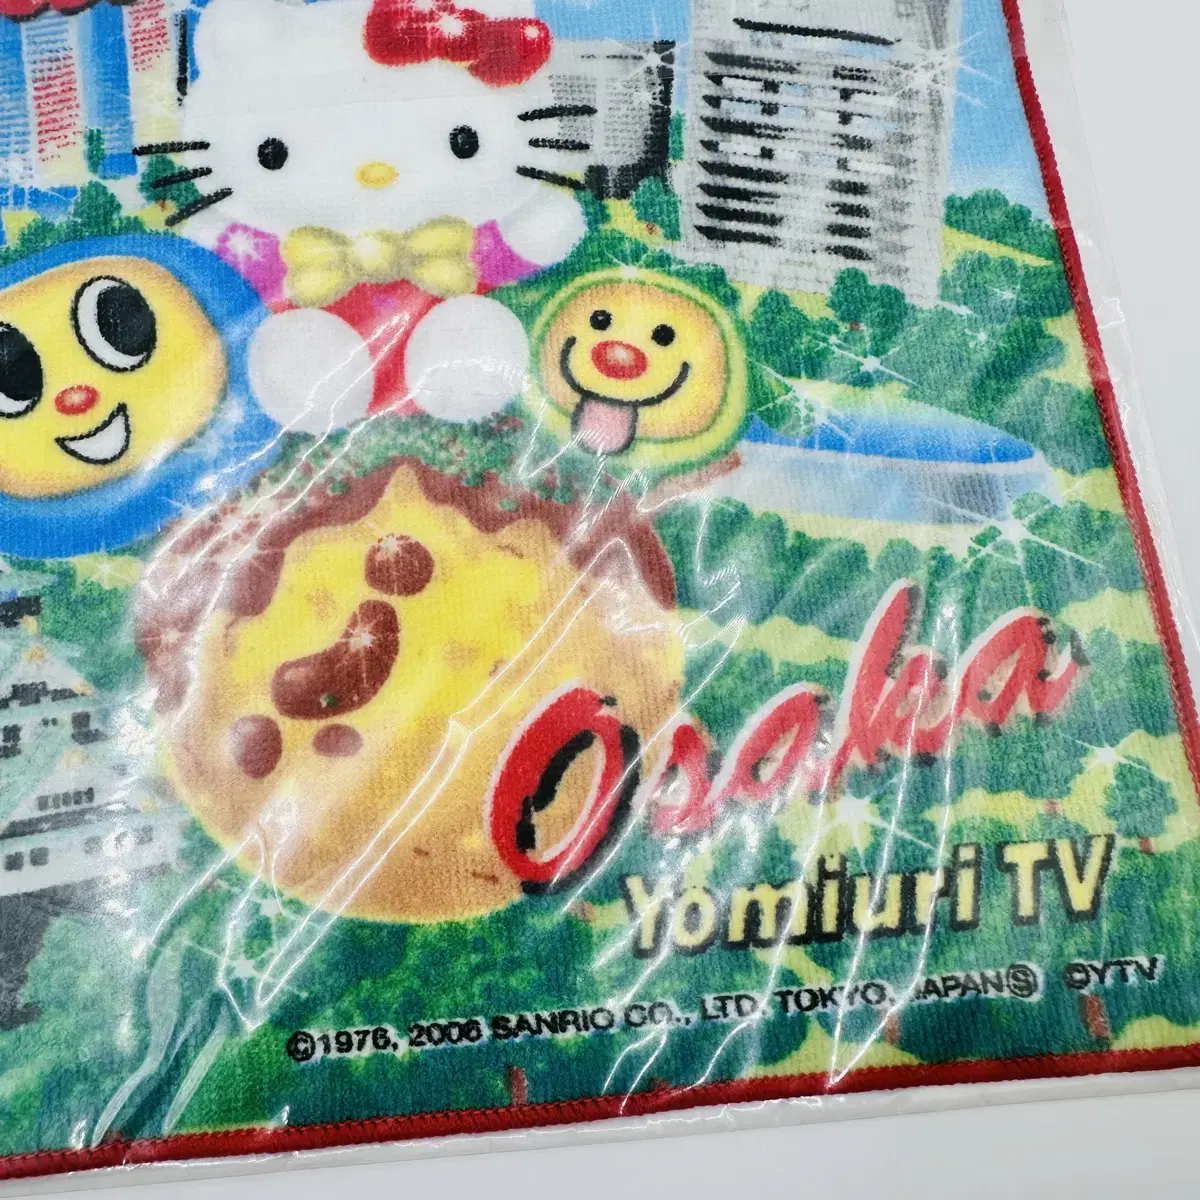 Osaka
Yomiuri TV
©1976, 2006 SANRIO CO., LTD. TOKYO, JAPAN Ⓢ ©YTV